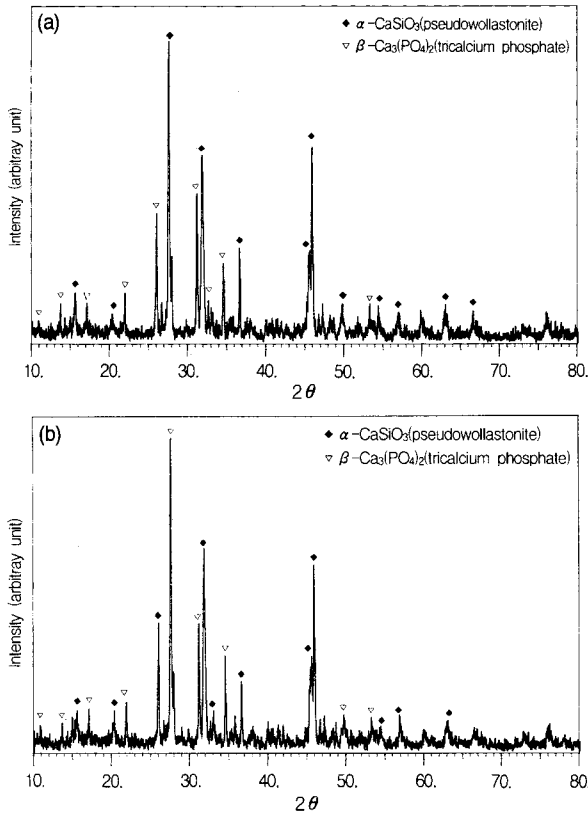 (a)
◆ α-CaSiO₃(pseudowollastonite)
▽ β-Ca₃(PO₄)₂(tricalcium phosphate)
Intensity (arbitray unit)
10. 20. 30. 40. 50. 60. 70. 80.
2θ
(b)
◆ α-CaSiO₃(pseudowollastonite)
▽ β-Ca₃(PO₄)₂(tricalcium phosphate)
Intensity (arbitray unit)
10. 20. 30. 40. 50. 60. 70. 80
2θ